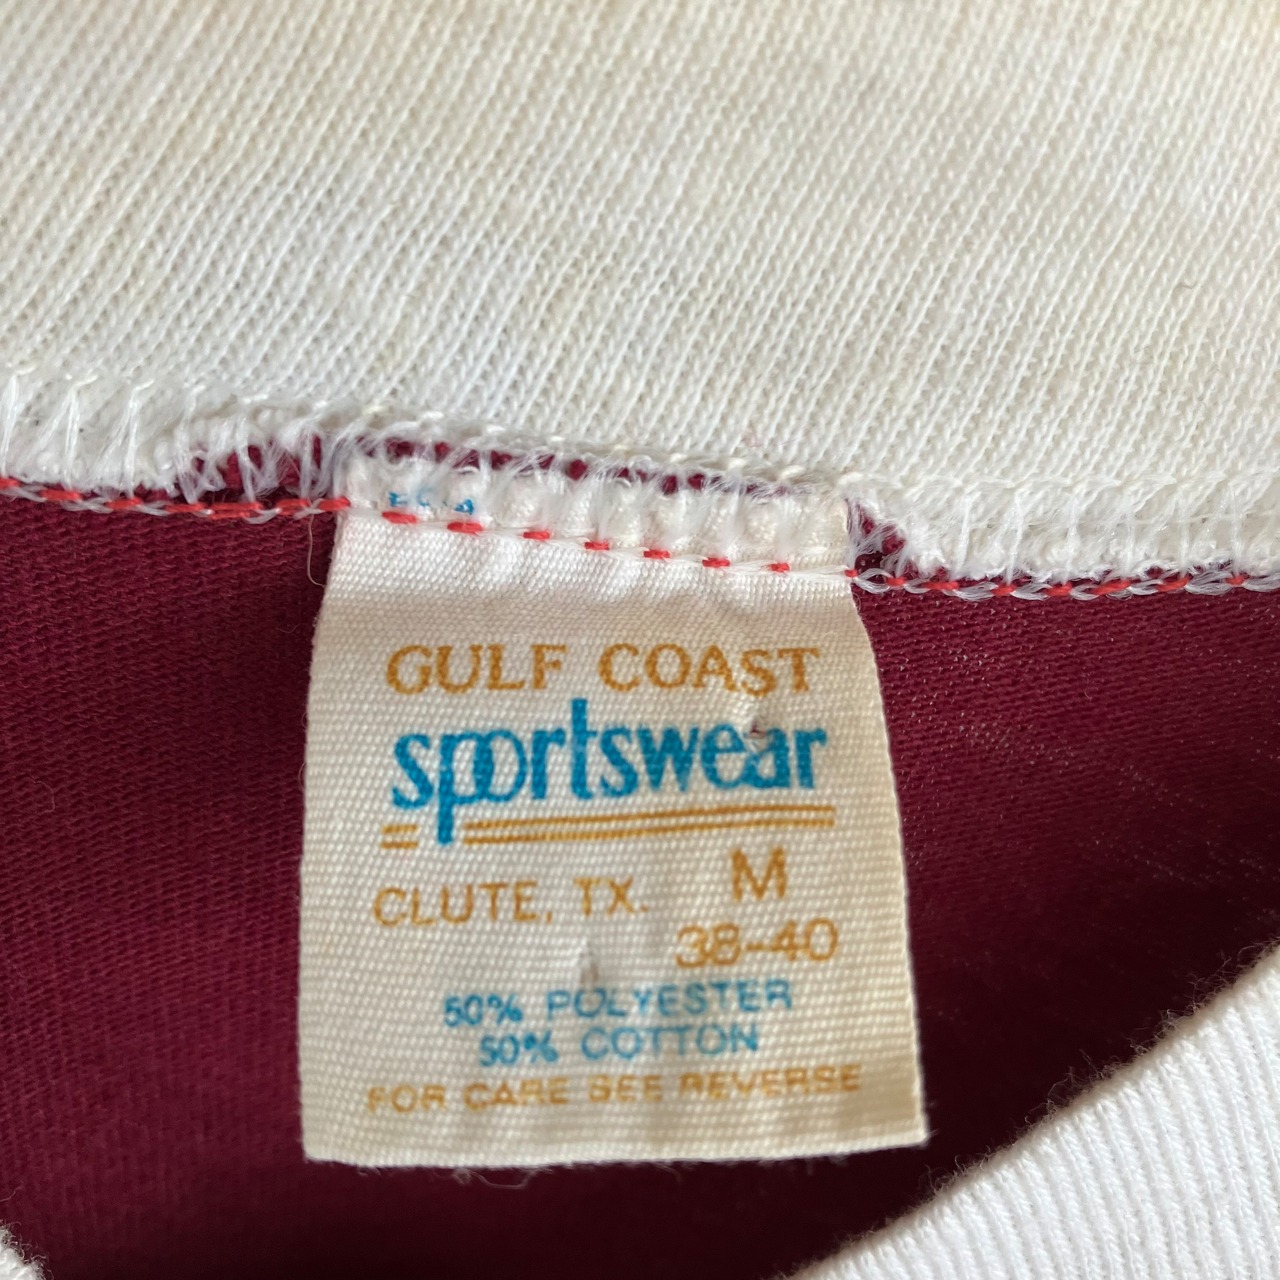 GULF COAST
sportswear
CLUTE, TX. M
38-40
50% POLYESTER
50% COTTON
FOR CARE SEE REVERSE